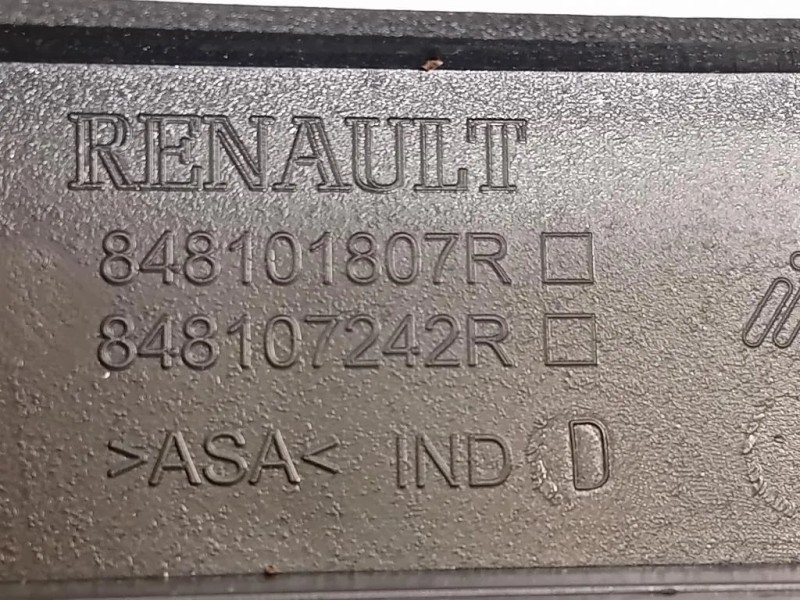 RENAULT
848101807R
848107242R
>ASA< IND D